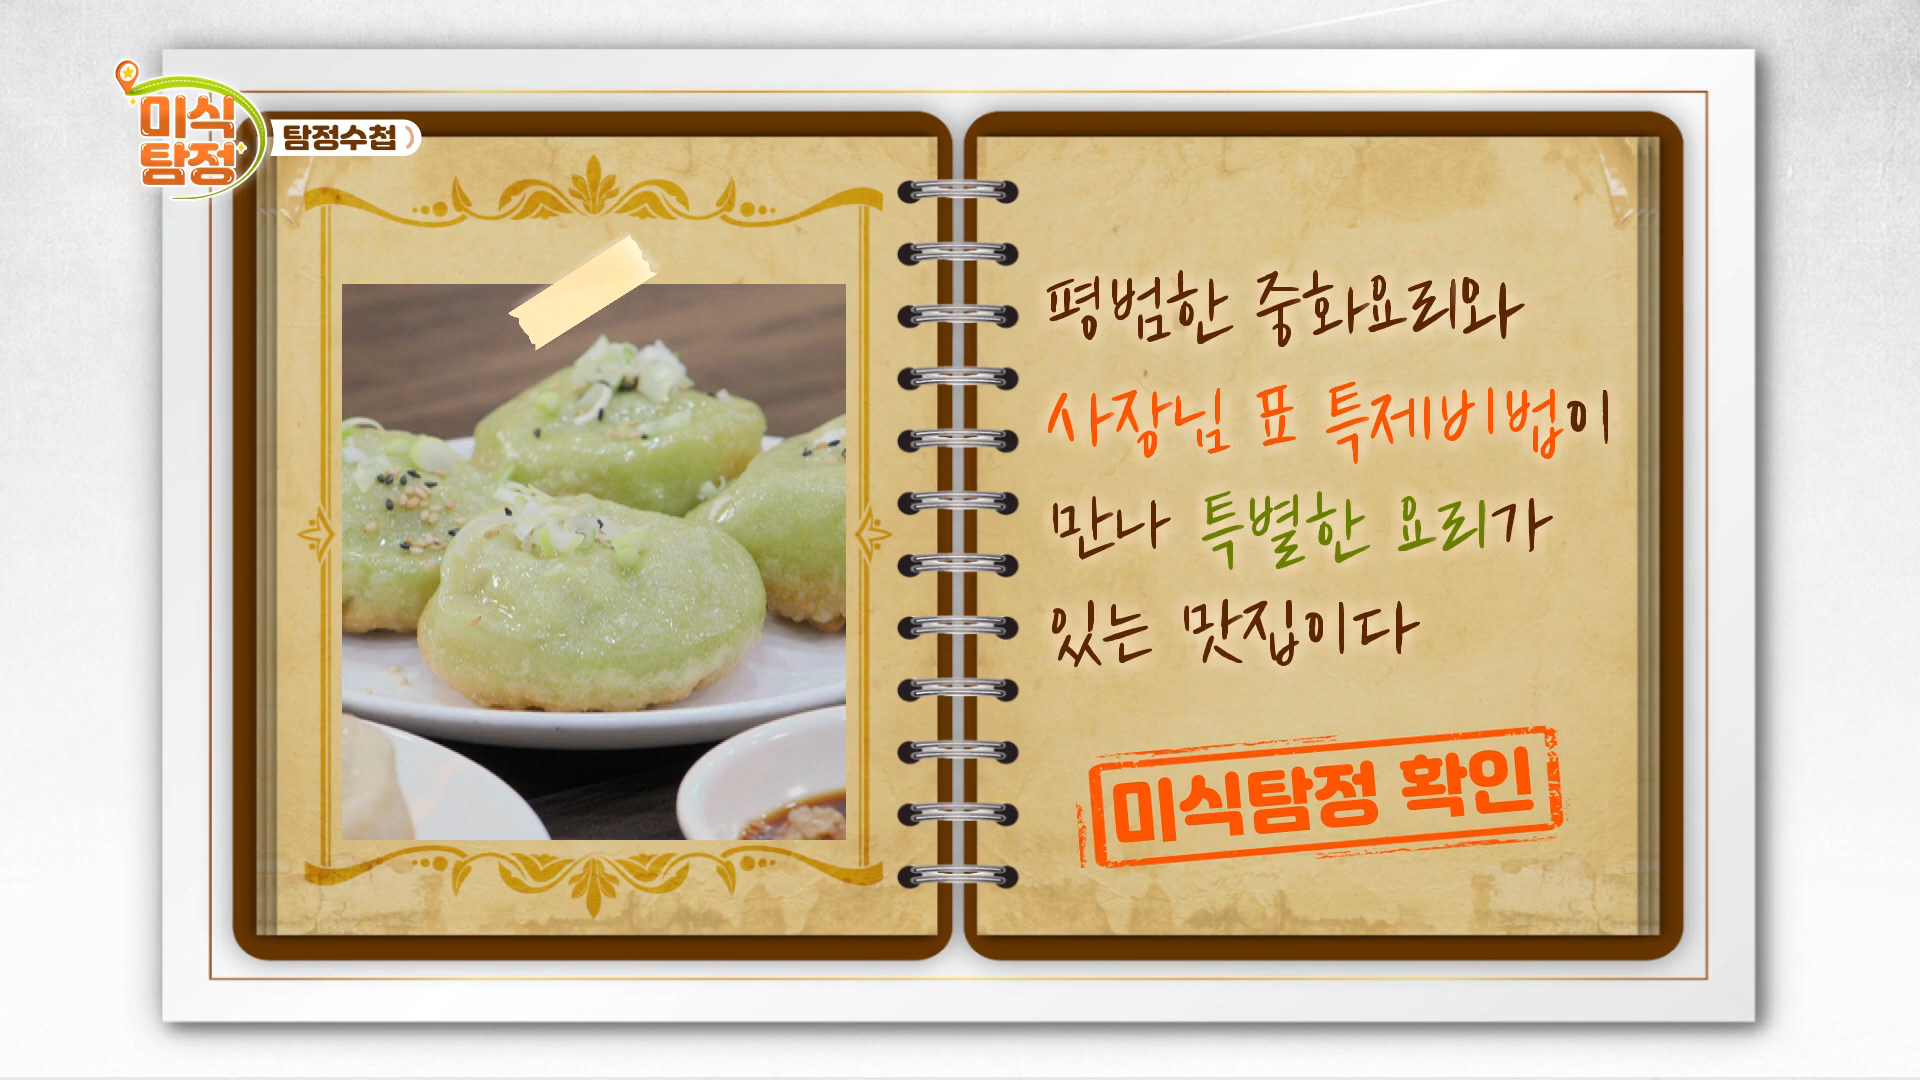 미식
탐정
탐정수첩
평범한 중화요리와
사장님 표 특제비법이
만나 특별한 요리가
있는 맛집이다
미식탐정 확인